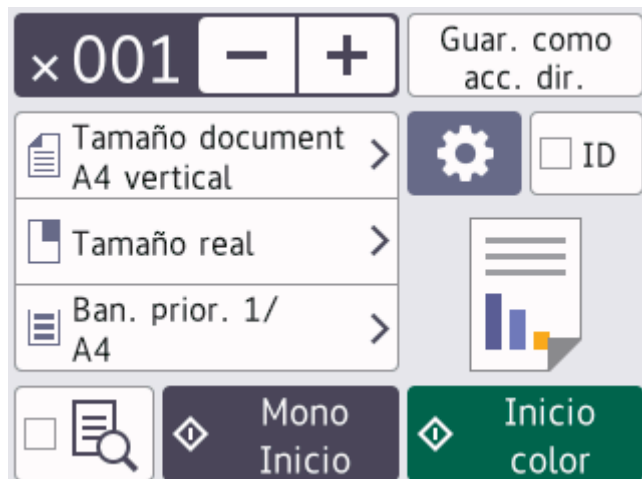 ×001 − +
Guar. como
acc. dir.
Tamaño document
A4 vertical
ID
Tamaño real
Ban. prior. 1/
A4
Mono
Inicio
Inicio
color